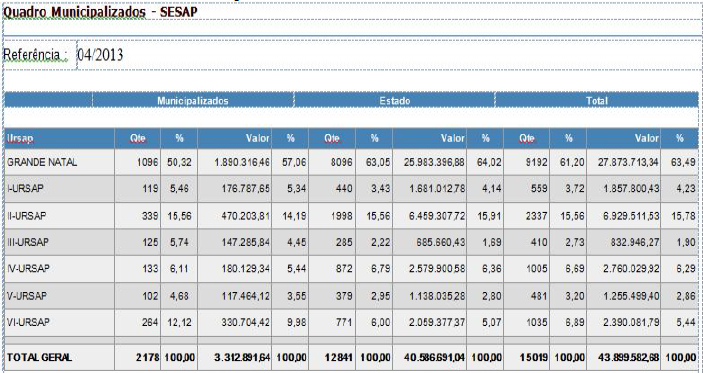 Quadro Municipalizados - SESAP
Referência : 04/2013
Municipalizados Estado Total
Ursap Qte % Valor % Qte % Valor % Qte % Valor %
GRANDE NATAL 1096 50,32 1.890.316,46 57,06 8096 63,05 25.983.396,88 64,02 9192 61,20 27.873.713,34 63,49
I-URSAP 119 5,46 176.787,65 5,34 440 3,43 1.681.012,78 4,14 559 3,72 1.857.800,43 4,23
II-URSAP 339 15,56 470.203,81 14,19 1998 15,56 6.459.307,72 15,91 2337 15,56 6.929.511,53 15,78
III-URSAP 125 5,74 147.285,84 4,45 285 2,22 685.660,43 1,69 410 2,73 832.946,27 1,90
IV-URSAP 133 6,11 180.129,34 5,44 872 6,79 2.579.900,58 6,36 1005 6,69 2.760.029,92 6,29
V-URSAP 102 4,68 117.464,12 3,55 379 2,95 1.138.035,28 2,80 481 3,20 1.255.499,40 2,86
VI-URSAP 264 12,12 330.704,42 9,98 771 6,00 2.059.377,37 5,07 1035 6,89 2.390.081,79 5,44
TOTAL GERAL 2178 100,00 3.312.891,64 100,00 12841 100,00 40.586.691,04 100,00 15019 100,00 43.899.582,68 100,00